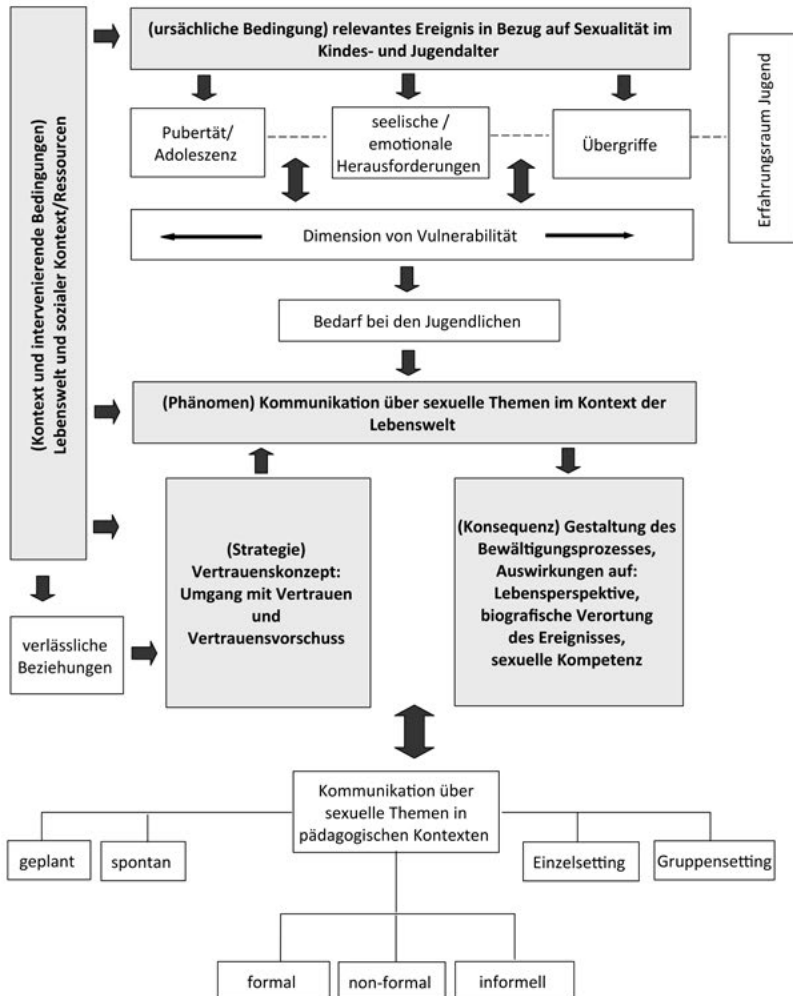 (ursächliche Bedingung) relevantes Ereignis in Bezug auf Sexualität im
Kindes- und Jugendalter
(Kontext und intervenierende Bedingungen)
Lebenswelt und sozialer Kontext/Ressourcen
Erfahrungsraum Jugend
Pubertät/
Adoleszenz
seelische /
emotionale
Herausforderungen
Übergriffe
Dimension von Vulnerabilität
Bedarf bei den Jugendlichen
(Phänomen) Kommunikation über sexuelle Themen im Kontext der
Lebenswelt
verlässliche
Beziehungen
(Strategie)
Vertrauenskonzept:
Umgang mit Vertrauen
und
Vertrauensvorschuss
(Konsequenz) Gestaltung des
Bewältigungsprozesses,
Auswirkungen auf:
Lebensperspektive,
biografische Verortung
des Ereignisses,
sexuelle Kompetenz
Kommunikation über
sexuelle Themen in
pädagogischen Kontexten
geplant
spontan
Einzelsetting
Gruppensetting
formal
non-formal
informell